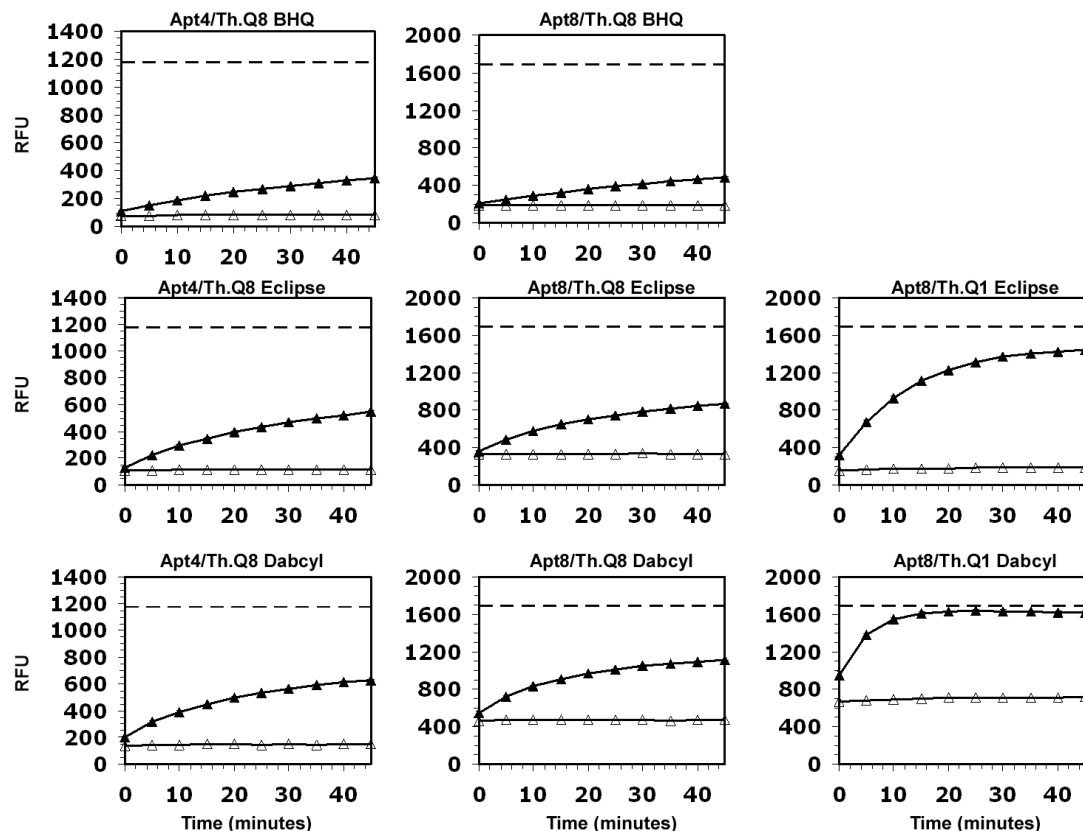 Apt4/Th.Q8 BHQ
1400
1200
1000
800
600
400
200
0
RFU
0 10 20 30 40
Apt8/Th.Q8 BHQ
2000
1600
1200
800
400
0
0 10 20 30 40
Apt4/Th.Q8 Eclipse
1400
1200
1000
800
600
400
200
0
RFU
0 10 20 30 40
Apt8/Th.Q8 Eclipse
2000
1600
1200
800
400
0
0 10 20 30 40
Apt8/Th.Q1 Eclipse
2000
1600
1200
800
400
0
0 10 20 30 40
Apt4/Th.Q8 Dabcyl
1400
1200
1000
800
600
400
200
0
RFU
0 10 20 30 40
Time (minutes)
Apt8/Th.Q8 Dabcyl
2000
1600
1200
800
400
0
0 10 20 30 40
Time (minutes)
Apt8/Th.Q1 Dabcyl
2000
1600
1200
800
400
0
0 10 20 30 40
Time (minutes)